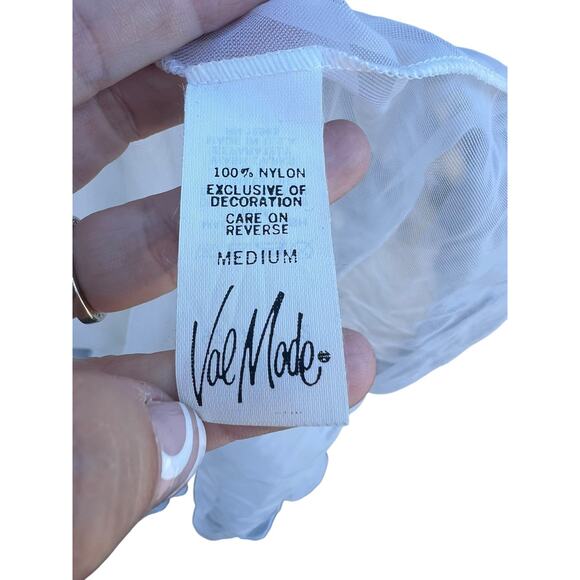 100% NYLON
EXCLUSIVE OF
DECORATION
CARE ON
REVERSE
MEDIUM
Val Mode®